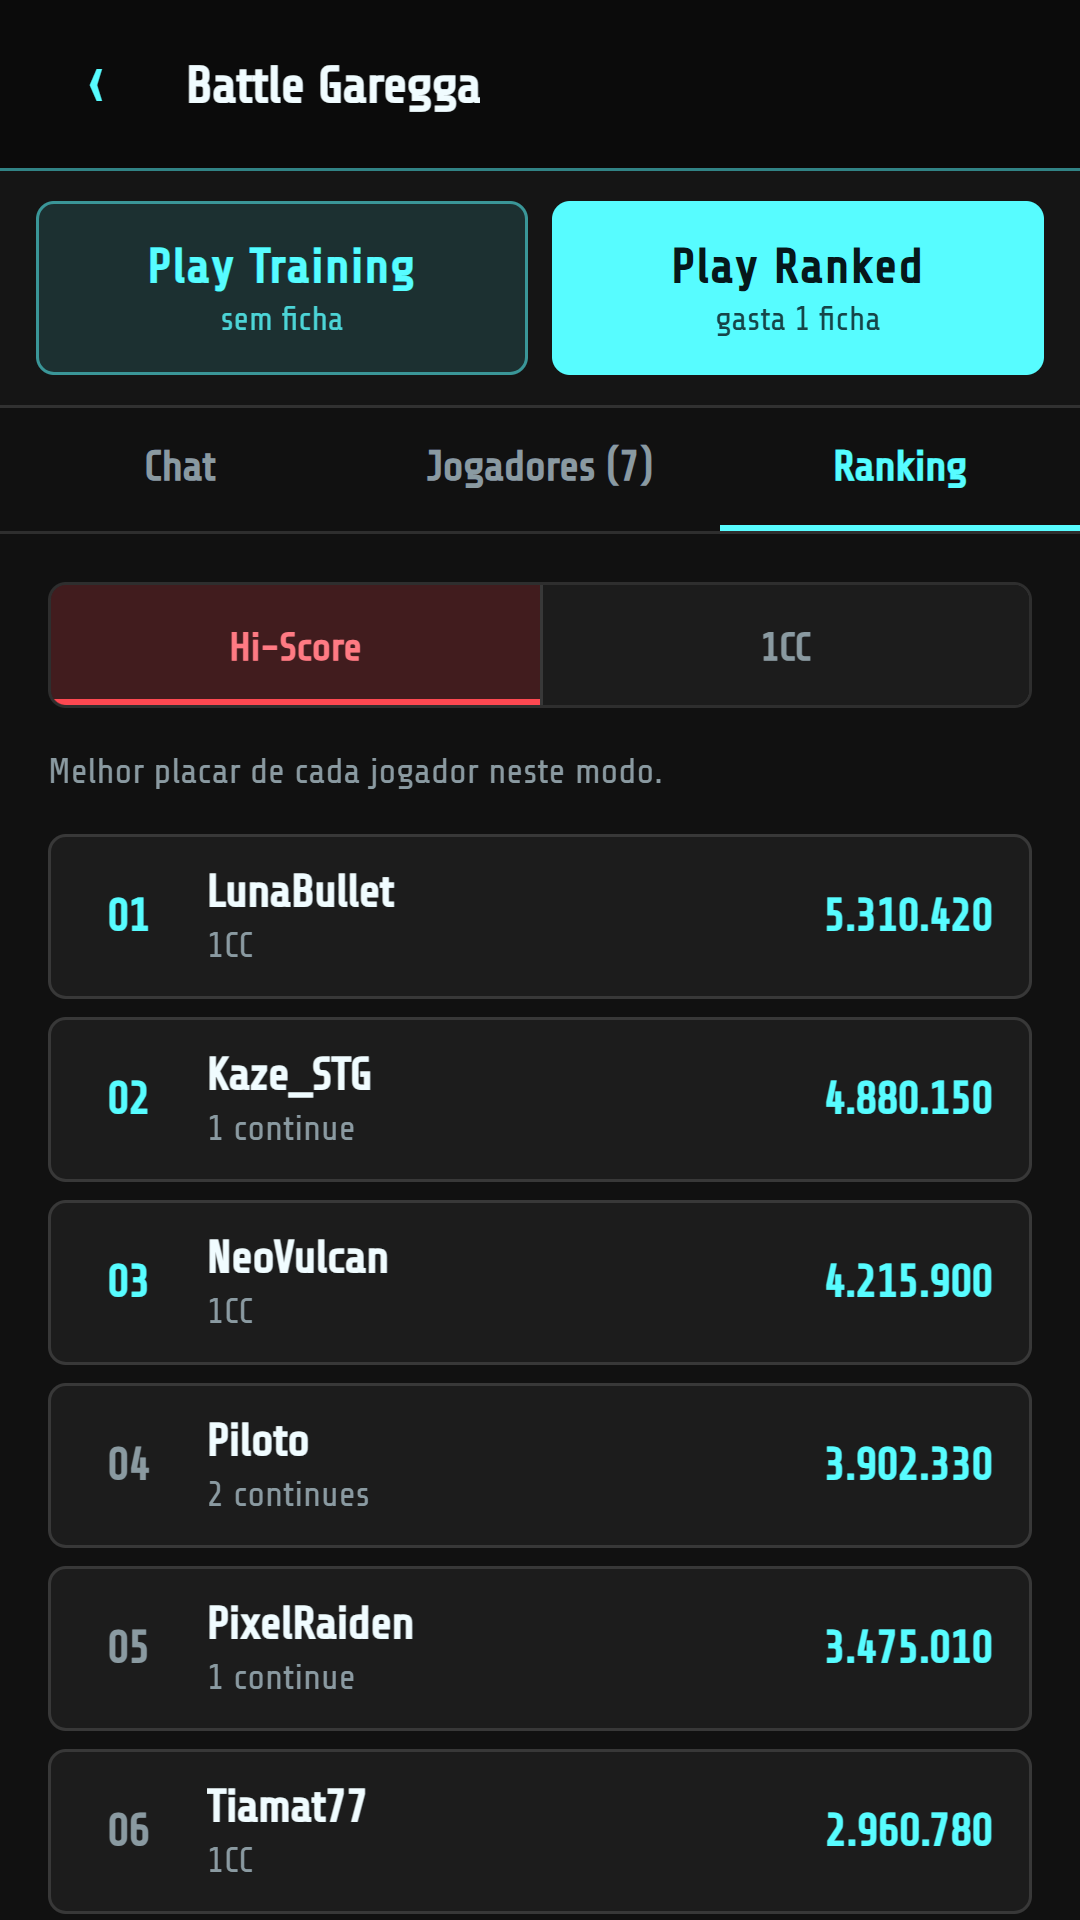 Battle Garegga
Play Training
sem ficha
Play Ranked
gasta 1 ficha
Chat
Jogadores (7)
Ranking
Hi-Score
1CC
Melhor placar de cada jogador neste modo.
01
LunaBullet
1CC
5.310.420
02
Kaze_STG
1 continue
4.880.150
03
NeoVulcan
1CC
4.215.900
04
Piloto
2 continues
3.902.330
05
PixelRaiden
1 continue
3.475.010
06
Tiamat77
1CC
2.960.780